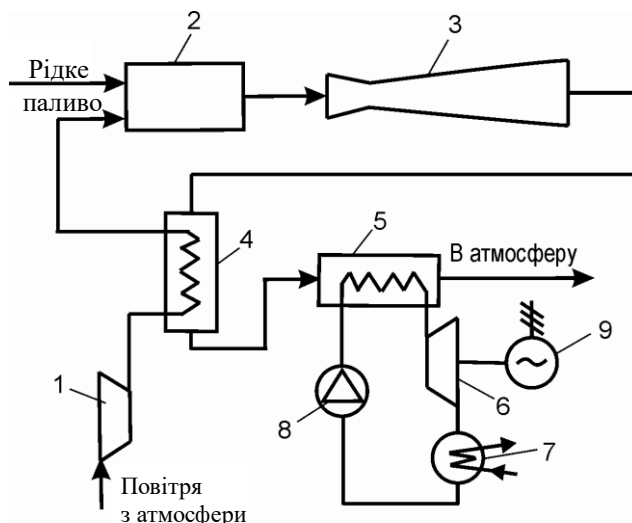 2
3
Рідке
паливо
4
5
В атмосферу
1
9
6
8
7
Повітря
з атмосфери